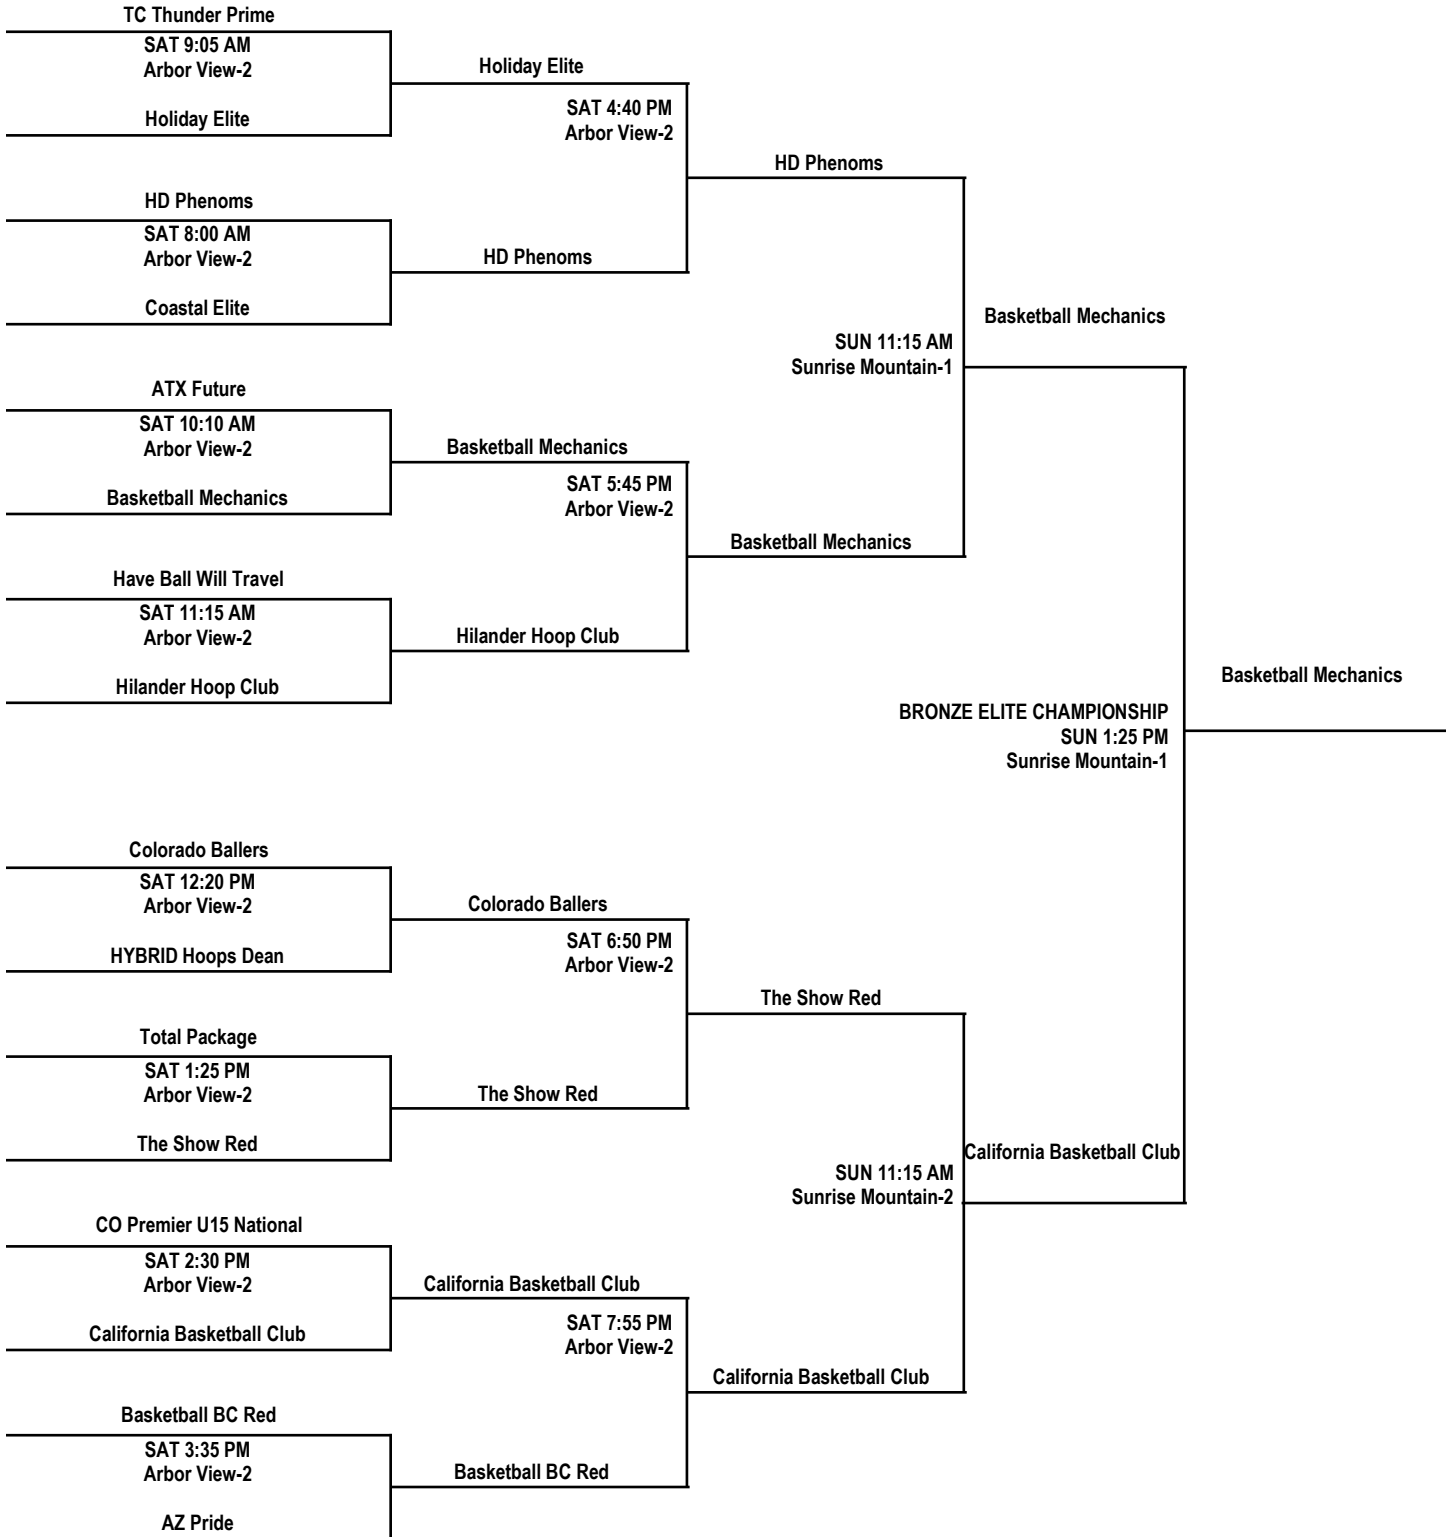 TC Thunder Prime
SAT 9:05 AM
Arbor View-2
Holiday Elite
Holiday Elite
SAT 4:40 PM
Arbor View-2
HD Phenoms
HD Phenoms
SAT 8:00 AM
Arbor View-2
HD Phenoms
Coastal Elite
Basketball Mechanics
SUN 11:15 AM
Sunrise Mountain-1
ATX Future
SAT 10:10 AM
Arbor View-2
Basketball Mechanics
Basketball Mechanics
SAT 5:45 PM
Arbor View-2
Basketball Mechanics
Have Ball Will Travel
SAT 11:15 AM
Arbor View-2
Hilander Hoop Club
Hilander Hoop Club
Basketball Mechanics
BRONZE ELITE CHAMPIONSHIP
SUN 1:25 PM
Sunrise Mountain-1
Colorado Ballers
SAT 12:20 PM
Arbor View-2
Colorado Ballers
HYBRID Hoops Dean
SAT 6:50 PM
Arbor View-2
The Show Red
Total Package
SAT 1:25 PM
Arbor View-2
The Show Red
The Show Red
California Basketball Club
SUN 11:15 AM
Sunrise Mountain-2
CO Premier U15 National
SAT 2:30 PM
Arbor View-2
California Basketball Club
California Basketball Club
SAT 7:55 PM
Arbor View-2
California Basketball Club
Basketball BC Red
SAT 3:35 PM
Arbor View-2
Basketball BC Red
AZ Pride